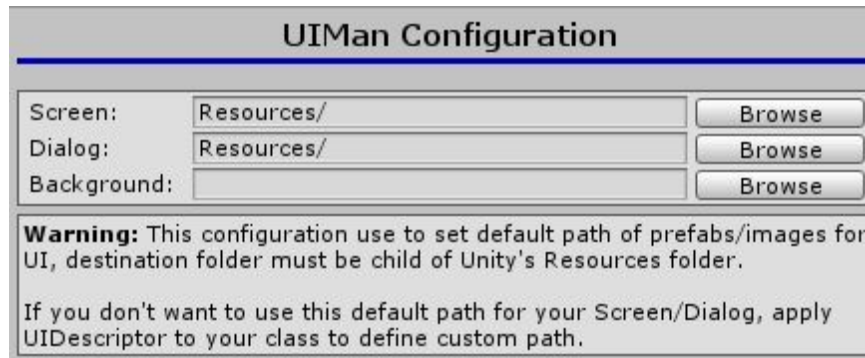 UIMan Configuration
Screen: Resources/ Browse
Dialog: Resources/ Browse
Background: Browse
Warning: This configuration use to set default path of prefabs/images for
UI, destination folder must be child of Unity's Resources folder.
If you don't want to use this default path for your Screen/Dialog, apply
UIDescriptor to your class to define custom path.